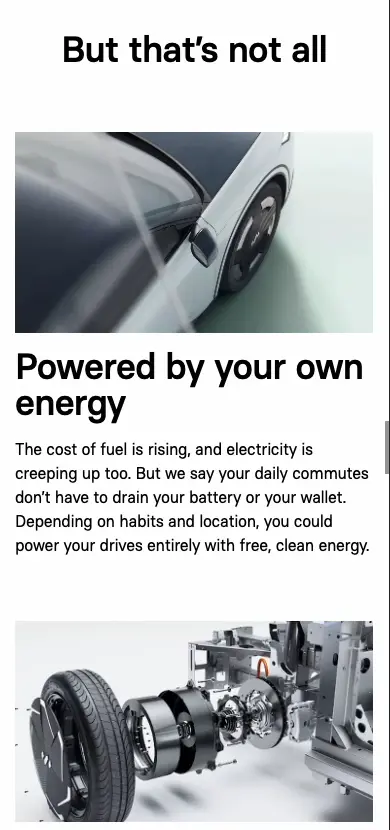 But that's not all
Powered by your own
energy
The cost of fuel is rising, and electricity is
creeping up too. But we say your daily commutes
don't have to drain your battery or your wallet.
Depending on habits and location, you could
power your drives entirely with free, clean energy.